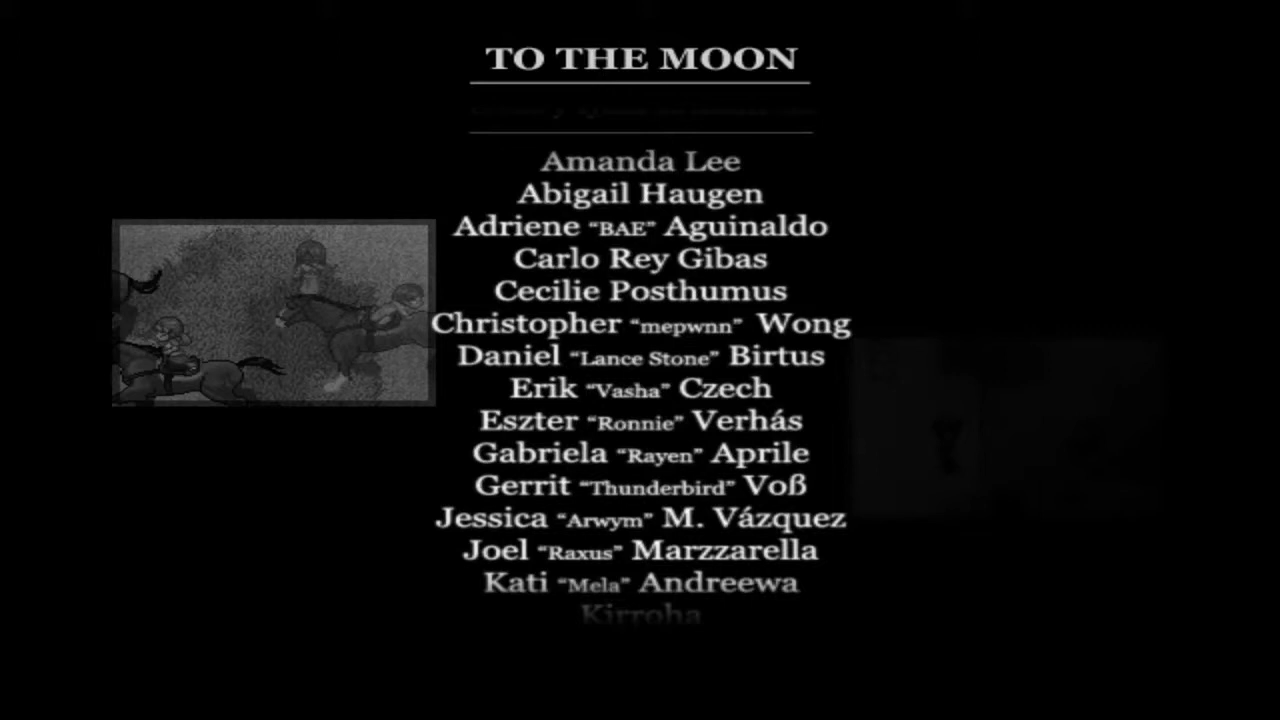 TO THE MOON
Amanda Lee
Abigail Haugen
Adriene “BAE” Aguinaldo
Carlo Rey Gibas
Cecilie Posthumus
Christopher “mepwnn” Wong
Daniel “Lance Stone” Birtus
Erik “Vasha” Czech
Eszter “Ronnie” Verhás
Gabriela “Rayen” Aprile
Gerrit “Thunderbird” Voß
Jessica “Arwym” M. Vázquez
Joel “Raxus” Marzzarella
Kati “Mela” Andreewa
Kirroha